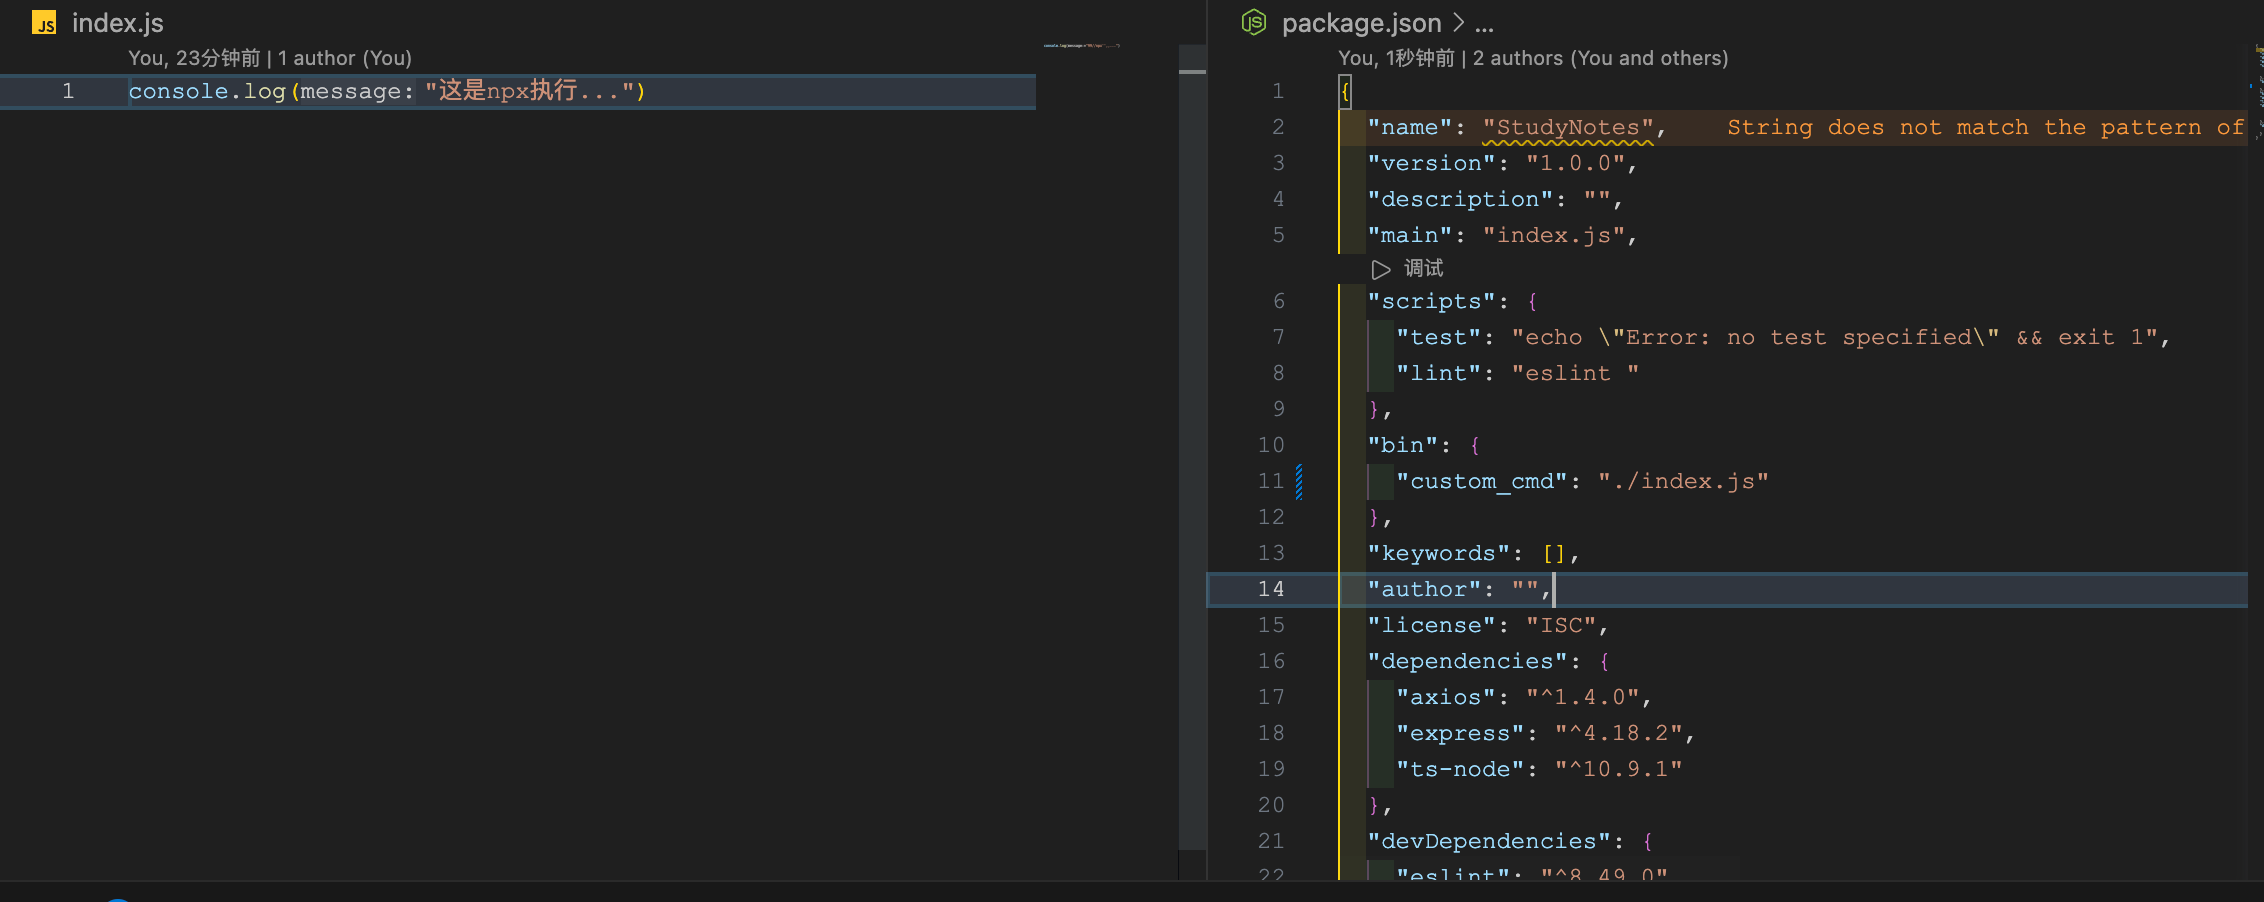 JS index.js
You, 23分钟前 | 1 author (You)
1 console.log(message: "这是npx执行...")
package.json > ...
You, 1秒钟前 | 2 authors (You and others)
1 {
2 "name": "StudyNotes", String does not match the pattern of
3 "version": "1.0.0",
4 "description": "",
5 "main": "index.js",
调试
6 "scripts": {
7 "test": "echo \"Error: no test specified\" && exit 1",
8 "lint": "eslint "
9 },
10 "bin": {
11 "custom_cmd": "./index.js"
12 },
13 "keywords": [],
14 "author": "",
15 "license": "ISC",
16 "dependencies": {
17 "axios": "^1.4.0",
18 "express": "^4.18.2",
19 "ts-node": "^10.9.1"
20 },
21 "devDependencies": {
22 "eslint": "^8.49.0"